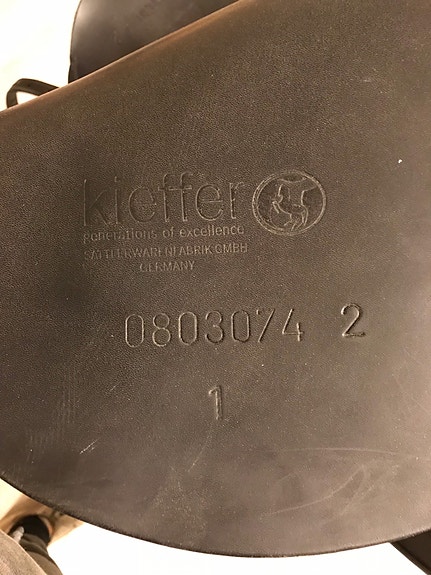 kieffer
generations of excellence
SATTLERWARENFABRIK GMBH
GERMANY
0803074 2
1